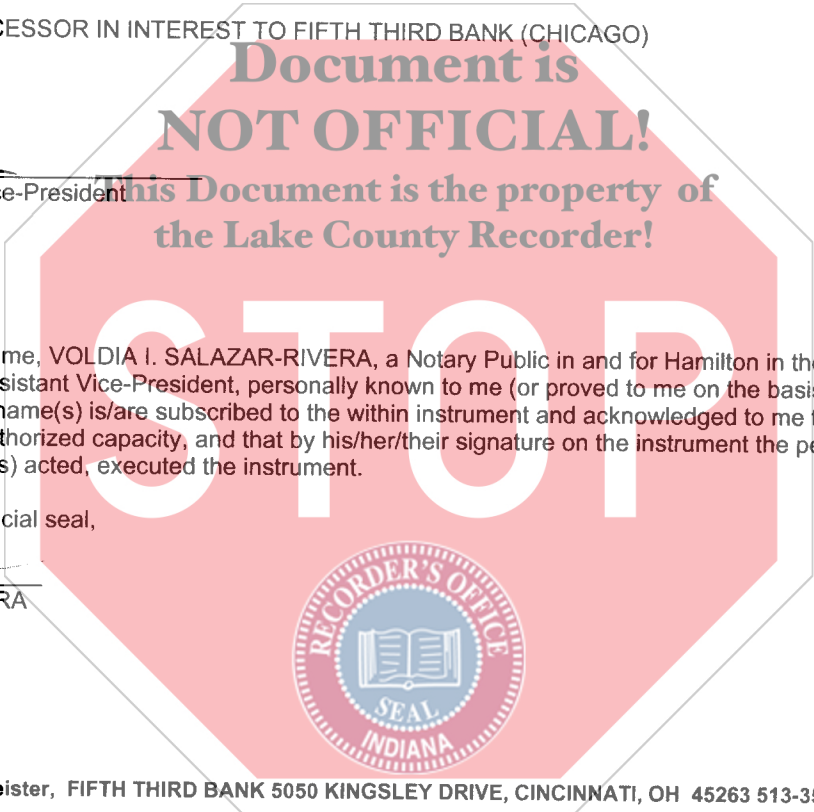 CESSOR IN INTEREST TO FIFTH THIRD BANK (CHICAGO)
Document is
NOT OFFICIAL!
ce-President
This Document is the property of
the Lake County Recorder!
STOP
me, VOLDIA I. SALAZAR-RIVERA, a Notary Public in and for Hamilton in the
sistant Vice-President, personally known to me (or proved to me on the basis
name(s) is/are subscribed to the within instrument and acknowledged to me t
thorized capacity, and that by his/her/their signature on the instrument the pe
s) acted, executed the instrument.
cial seal,
RA
RECORDER'S OFFICE
SEAL
INDIANA
eister, FIFTH THIRD BANK 5050 KINGSLEY DRIVE, CINCINNATI, OH 45263 513-35